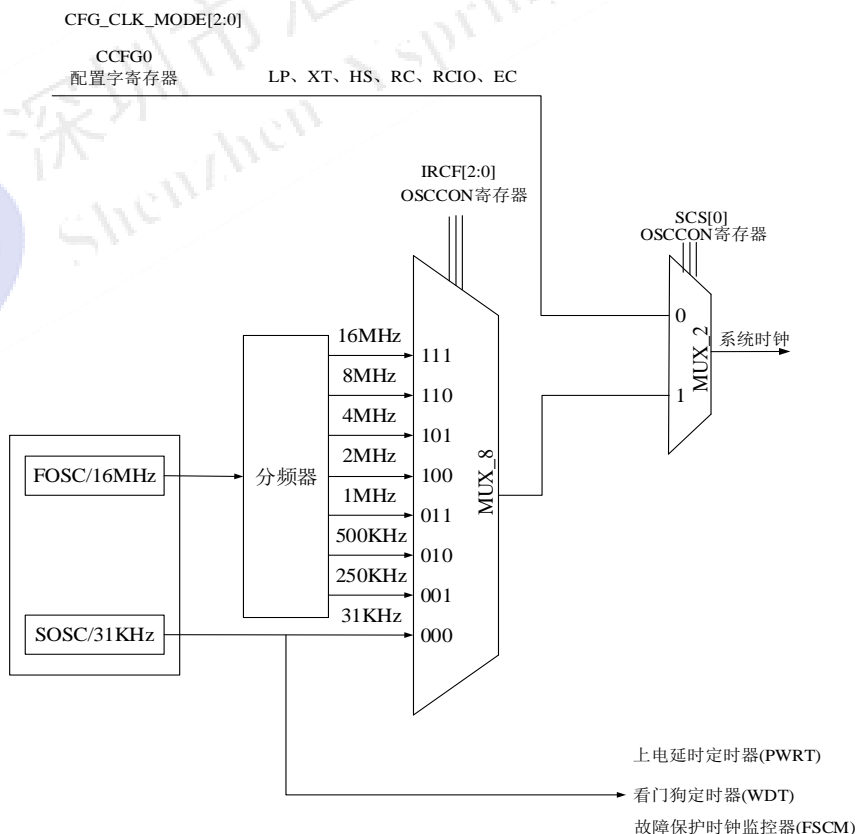 CFG_CLK_MODE[2:0]
CCFG0
配置字寄存器
LP、XT、HS、RC、RCIO、EC
IRCF[2:0]
OSCCON寄存器
SCS[0]
OSCCON寄存器
0
1
MUX_2
系统时钟
FOSC/16MHz
SOSC/31KHz
分频器
16MHz
111
8MHz
110
4MHz
101
2MHz
100
1MHz
011
500KHz
010
250KHz
001
31KHz
000
MUX_8
上电延时定时器(PWRT)
看门狗定时器(WDT)
故障保护时钟监控器(FSCM)
深圳市
Shenzhen